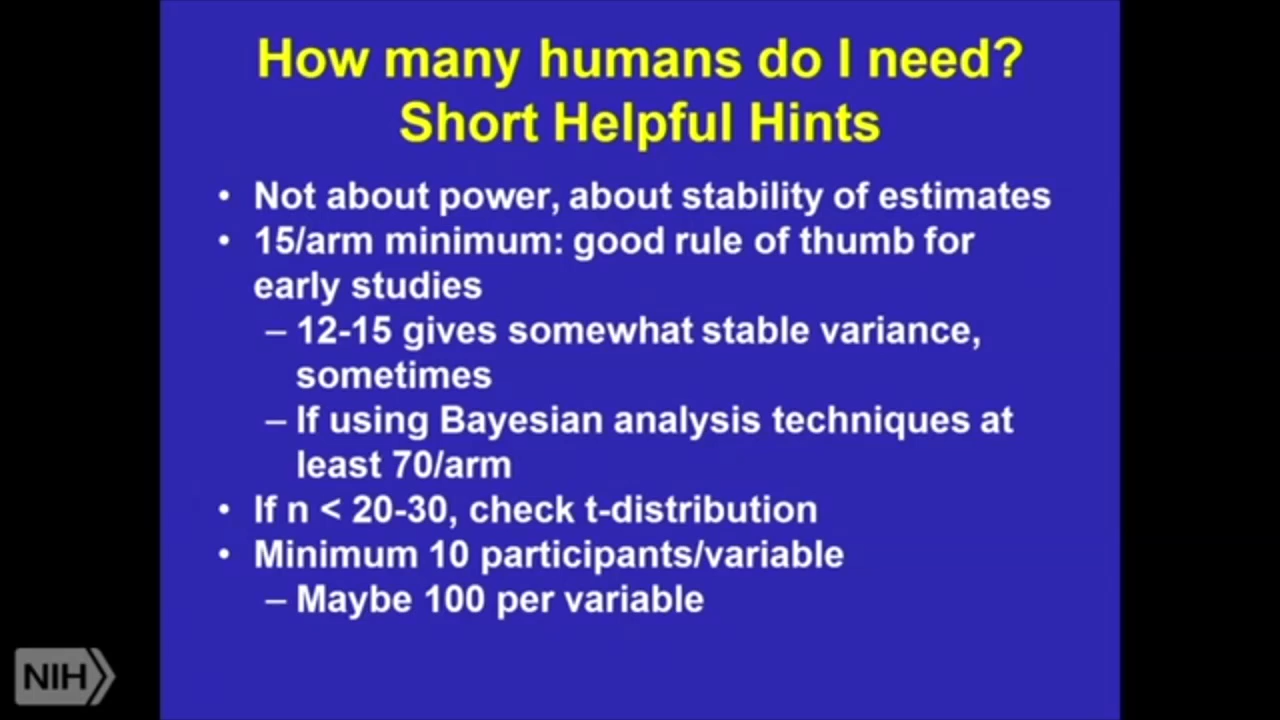 How many humans do I need?
Short Helpful Hints
• Not about power, about stability of estimates
• 15/arm minimum: good rule of thumb for
early studies
– 12-15 gives somewhat stable variance,
sometimes
– If using Bayesian analysis techniques at
least 70/arm
• If n < 20-30, check t-distribution
• Minimum 10 participants/variable
– Maybe 100 per variable
NIH